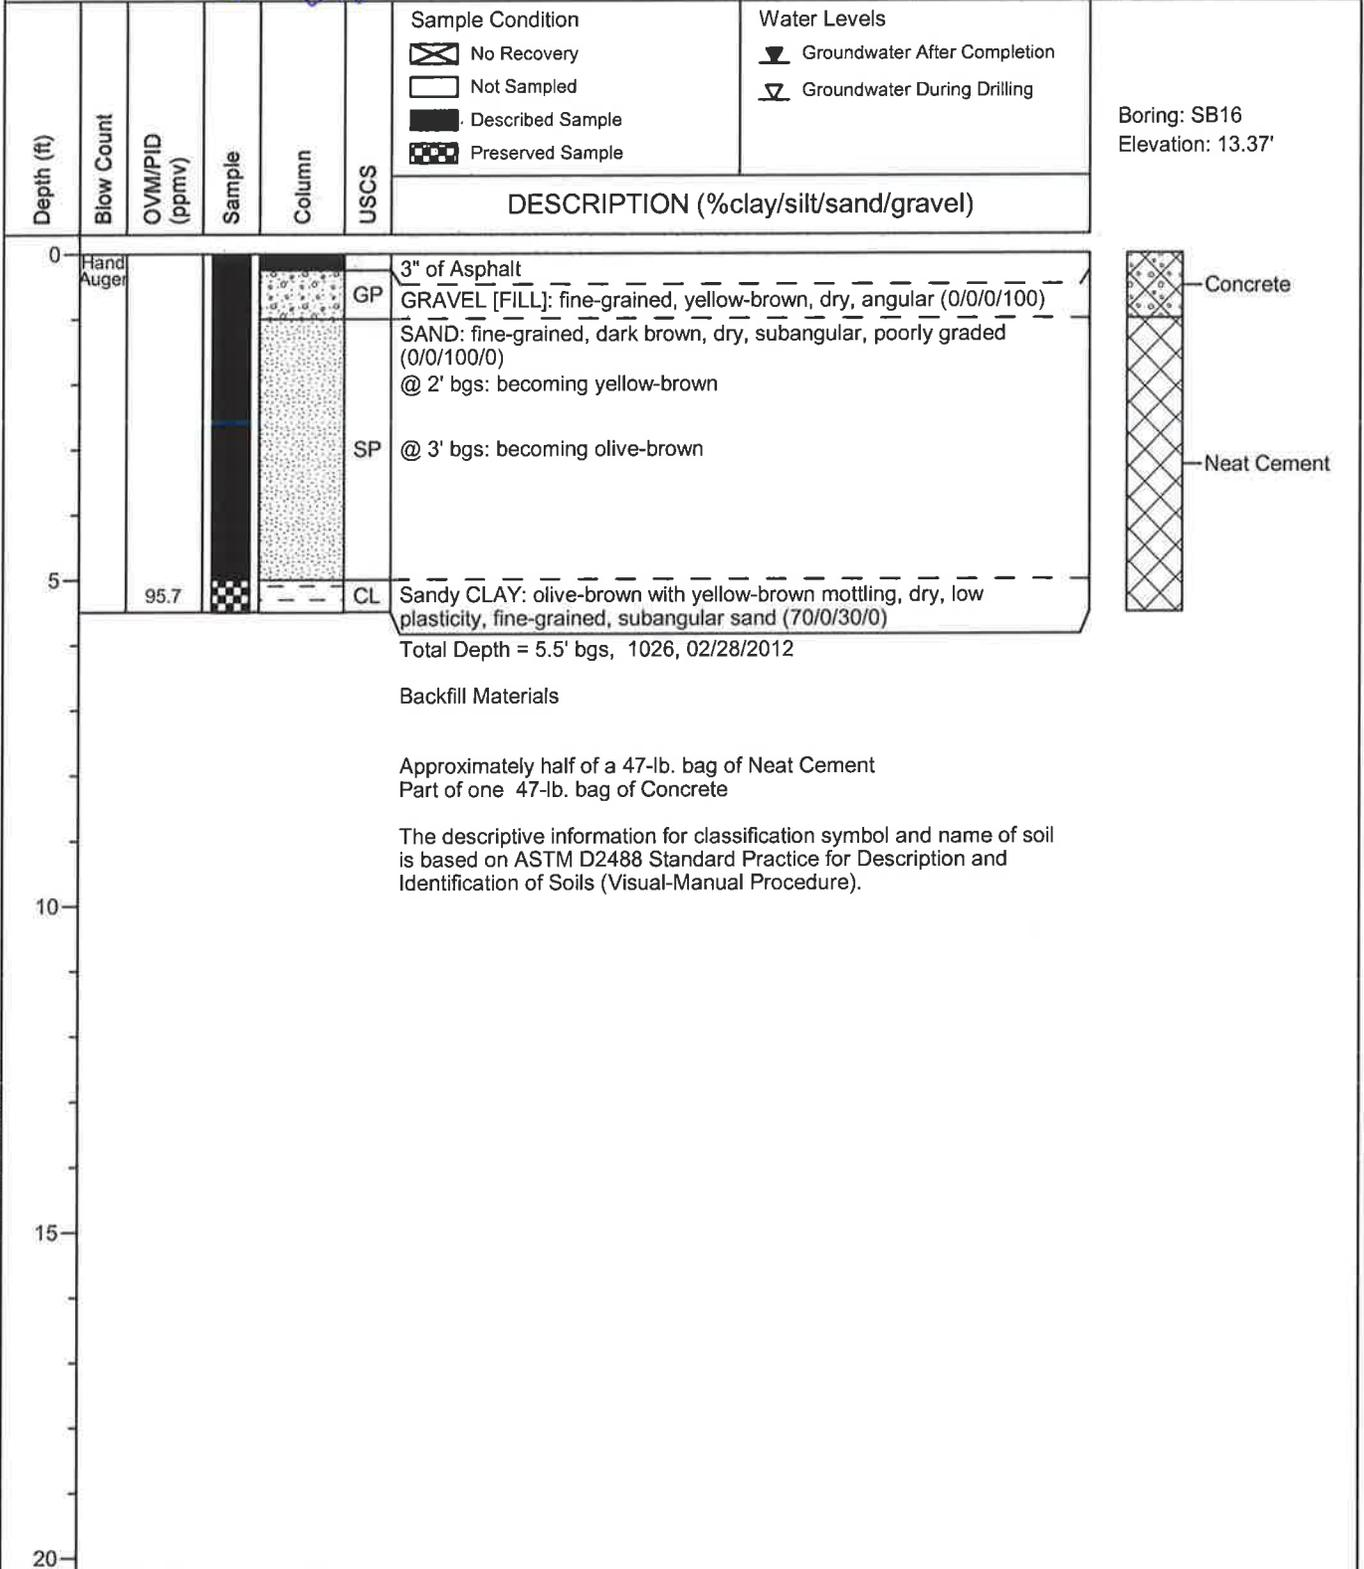 Depth (ft)
Blow Count
OVM/PID
(ppmv)
Sample
Column
USCS
Sample Condition
No Recovery
Not Sampled
Described Sample
Preserved Sample
Water Levels
Groundwater After Completion
Groundwater During Drilling
DESCRIPTION (%clay/silt/sand/gravel)
Boring: SB16
Elevation: 13.37'
0
Hand
Auger
3" of Asphalt
GP
GRAVEL [FILL]: fine-grained, yellow-brown, dry, angular (0/0/0/100)
Concrete
SAND: fine-grained, dark brown, dry, subangular, poorly graded
(0/0/100/0)
@ 2' bgs: becoming yellow-brown
SP
@ 3' bgs: becoming olive-brown
Neat Cement
5
95.7
CL
Sandy CLAY: olive-brown with yellow-brown mottling, dry, low
plasticity, fine-grained, subangular sand (70/0/30/0)
Total Depth = 5.5' bgs, 1026, 02/28/2012
Backfill Materials
Approximately half of a 47-lb. bag of Neat Cement
Part of one 47-lb. bag of Concrete
The descriptive information for classification symbol and name of soil
is based on ASTM D2488 Standard Practice for Description and
Identification of Soils (Visual-Manual Procedure).
10
15
20